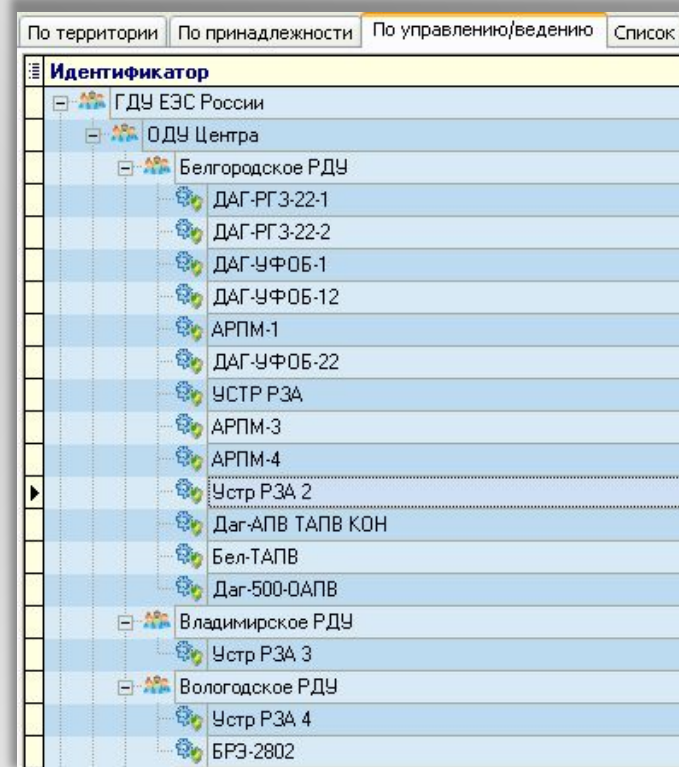 По территории По принадлежности По управлению/ведению Список
Идентификатор
ГДУ ЕЭС России
ОДУ Центра
Белгородское РДУ
ДАГ-РГЗ-22-1
ДАГ-РГЗ-22-2
ДАГ-УФОБ-1
ДАГ-УФОБ-12
АРПМ-1
ДАГ-УФОБ-22
УСТР РЗА
АРПМ-3
АРПМ-4
Устр РЗА 2
Даг-АПВ ТАПВ КОН
Бел-ТАПВ
Даг-500-ОАПВ
Владимирское РДУ
Устр РЗА 3
Вологодское РДУ
Устр РЗА 4
БРЭ-2802